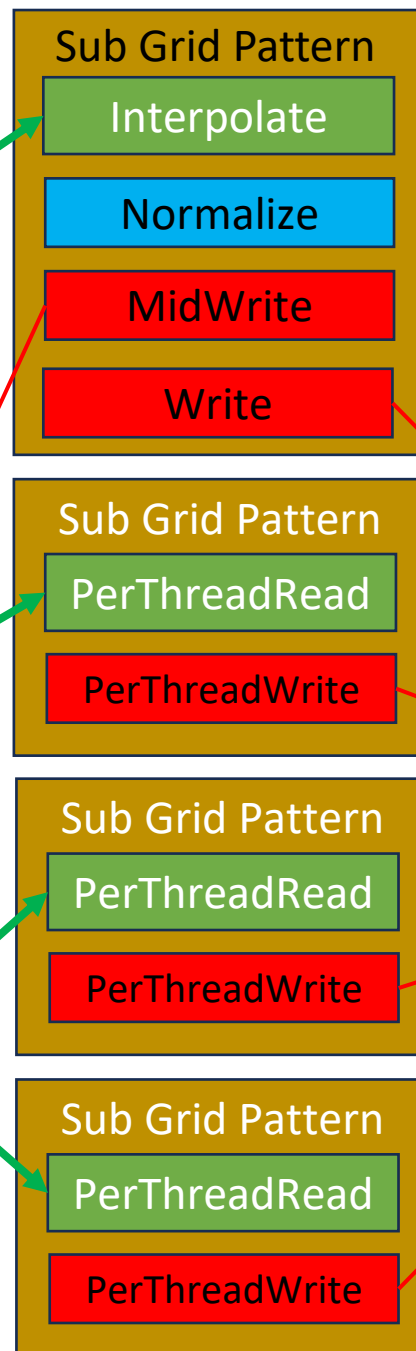 Sub Grid Pattern
Interpolate
Normalize
MidWrite
Write
Sub Grid Pattern
PerThreadRead
PerThreadWrite
Sub Grid Pattern
PerThreadRead
PerThreadWrite
Sub Grid Pattern
PerThreadRead
PerThreadWrite